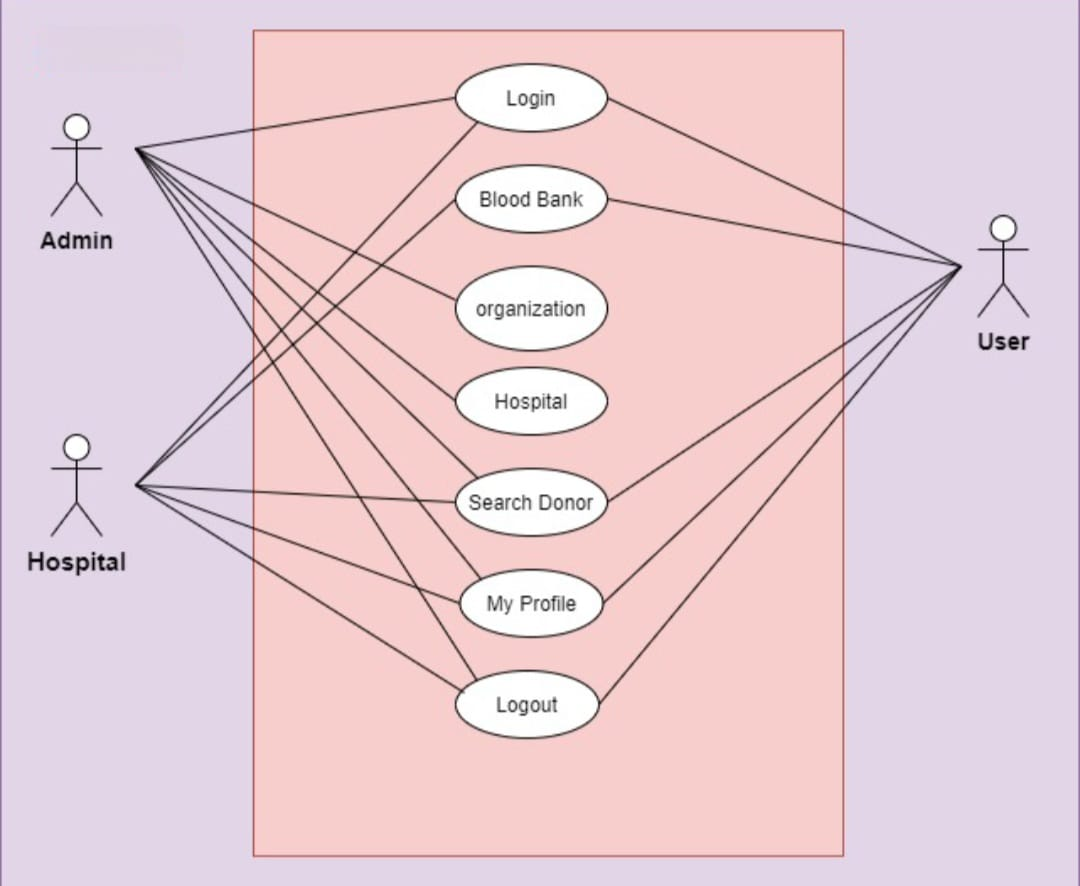 Admin
Hospital
Login
Blood Bank
organization
Hospital
Search Donor
My Profile
Logout
User